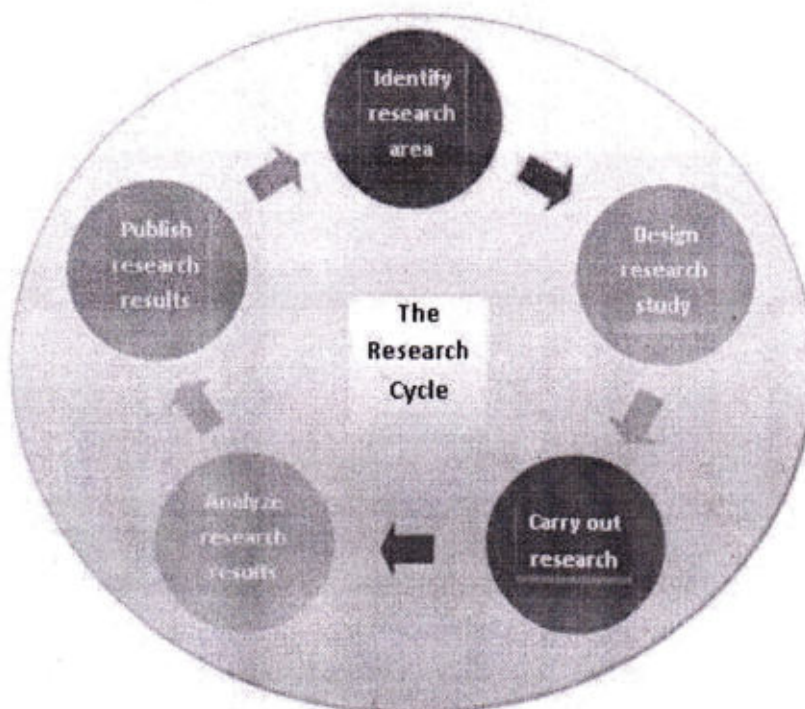 Identify
research
area
Design
research
study
Carry out
research
Analyze
research
results
Publish
research
results
The
Research
Cycle